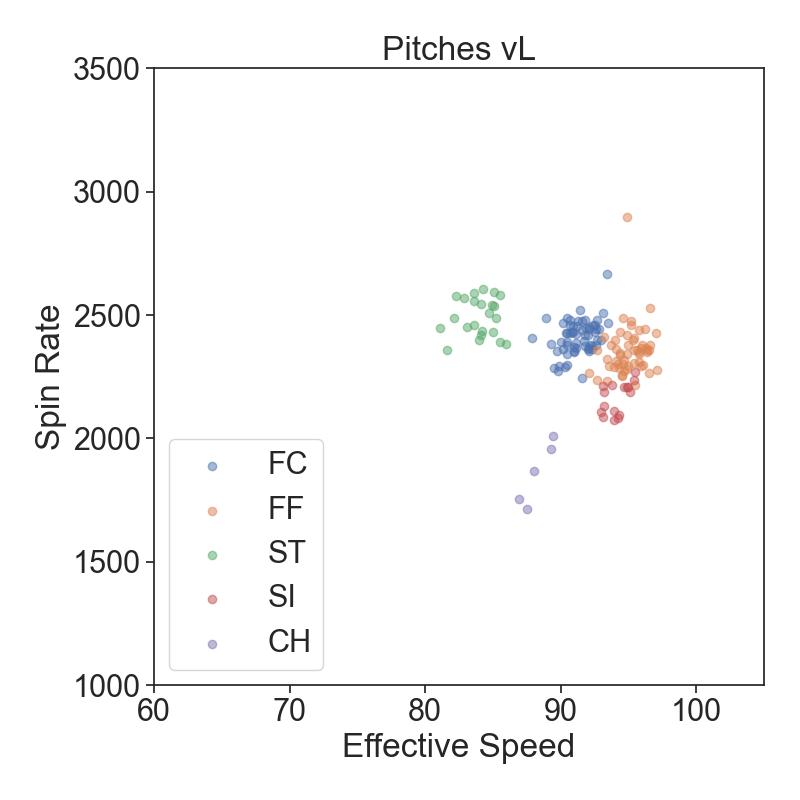 Pitches vL
3500
3000
2500
2000
1500
1000
Spin Rate
FC
FF
ST
SI
CH
60 70 80 90 100
Effective Speed